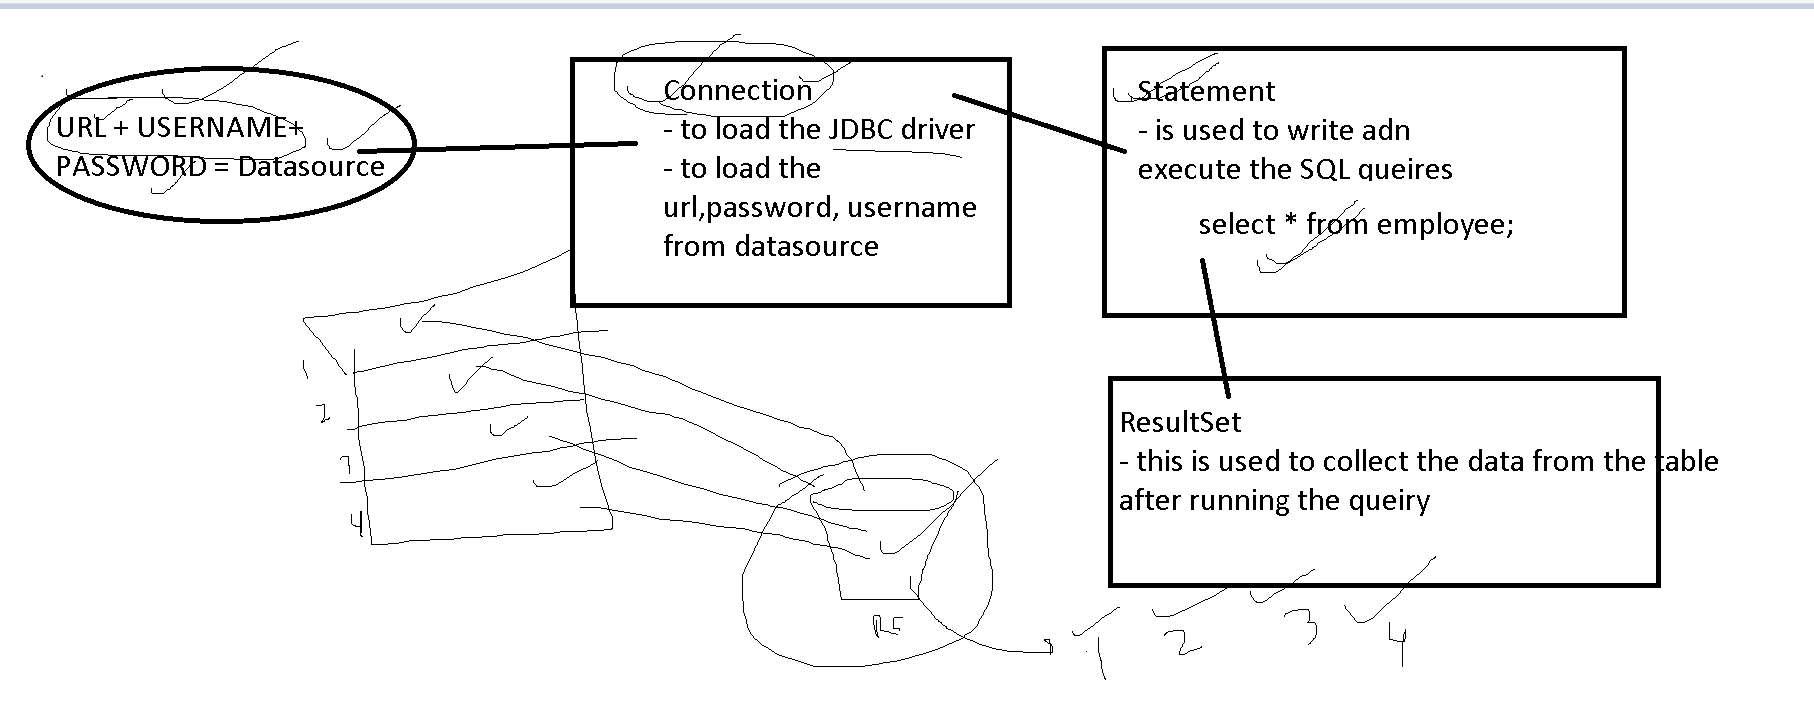 URL + USERNAME+
PASSWORD = Datasource
Connection
- to load the JDBC driver
- to load the
url,password, username
from datasource
Statement
- is used to write adn
execute the SQL queires
select * from employee;
ResultSet
- this is used to collect the data from the table
after running the queiry
1
2
3
4
RS
1 2 3 4